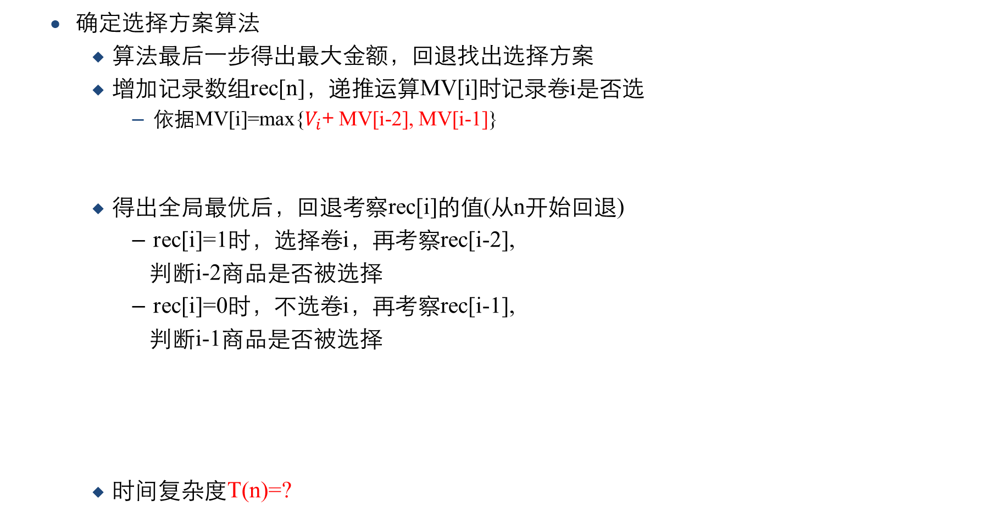 • 确定选择方案算法
◆ 算法最后一步得出最大金额，回退找出选择方案
◆ 增加记录数组rec[n]，递推运算MV[i]时记录卷i是否选
– 依据MV[i]=max{Vᵢ+ MV[i-2], MV[i-1]}
◆ 得出全局最优后，回退考察rec[i]的值(从n开始回退)
– rec[i]=1时，选择卷i，再考察rec[i-2],
判断i-2商品是否被选择
– rec[i]=0时，不选卷i，再考察rec[i-1],
判断i-1商品是否被选择
◆ 时间复杂度T(n)=?